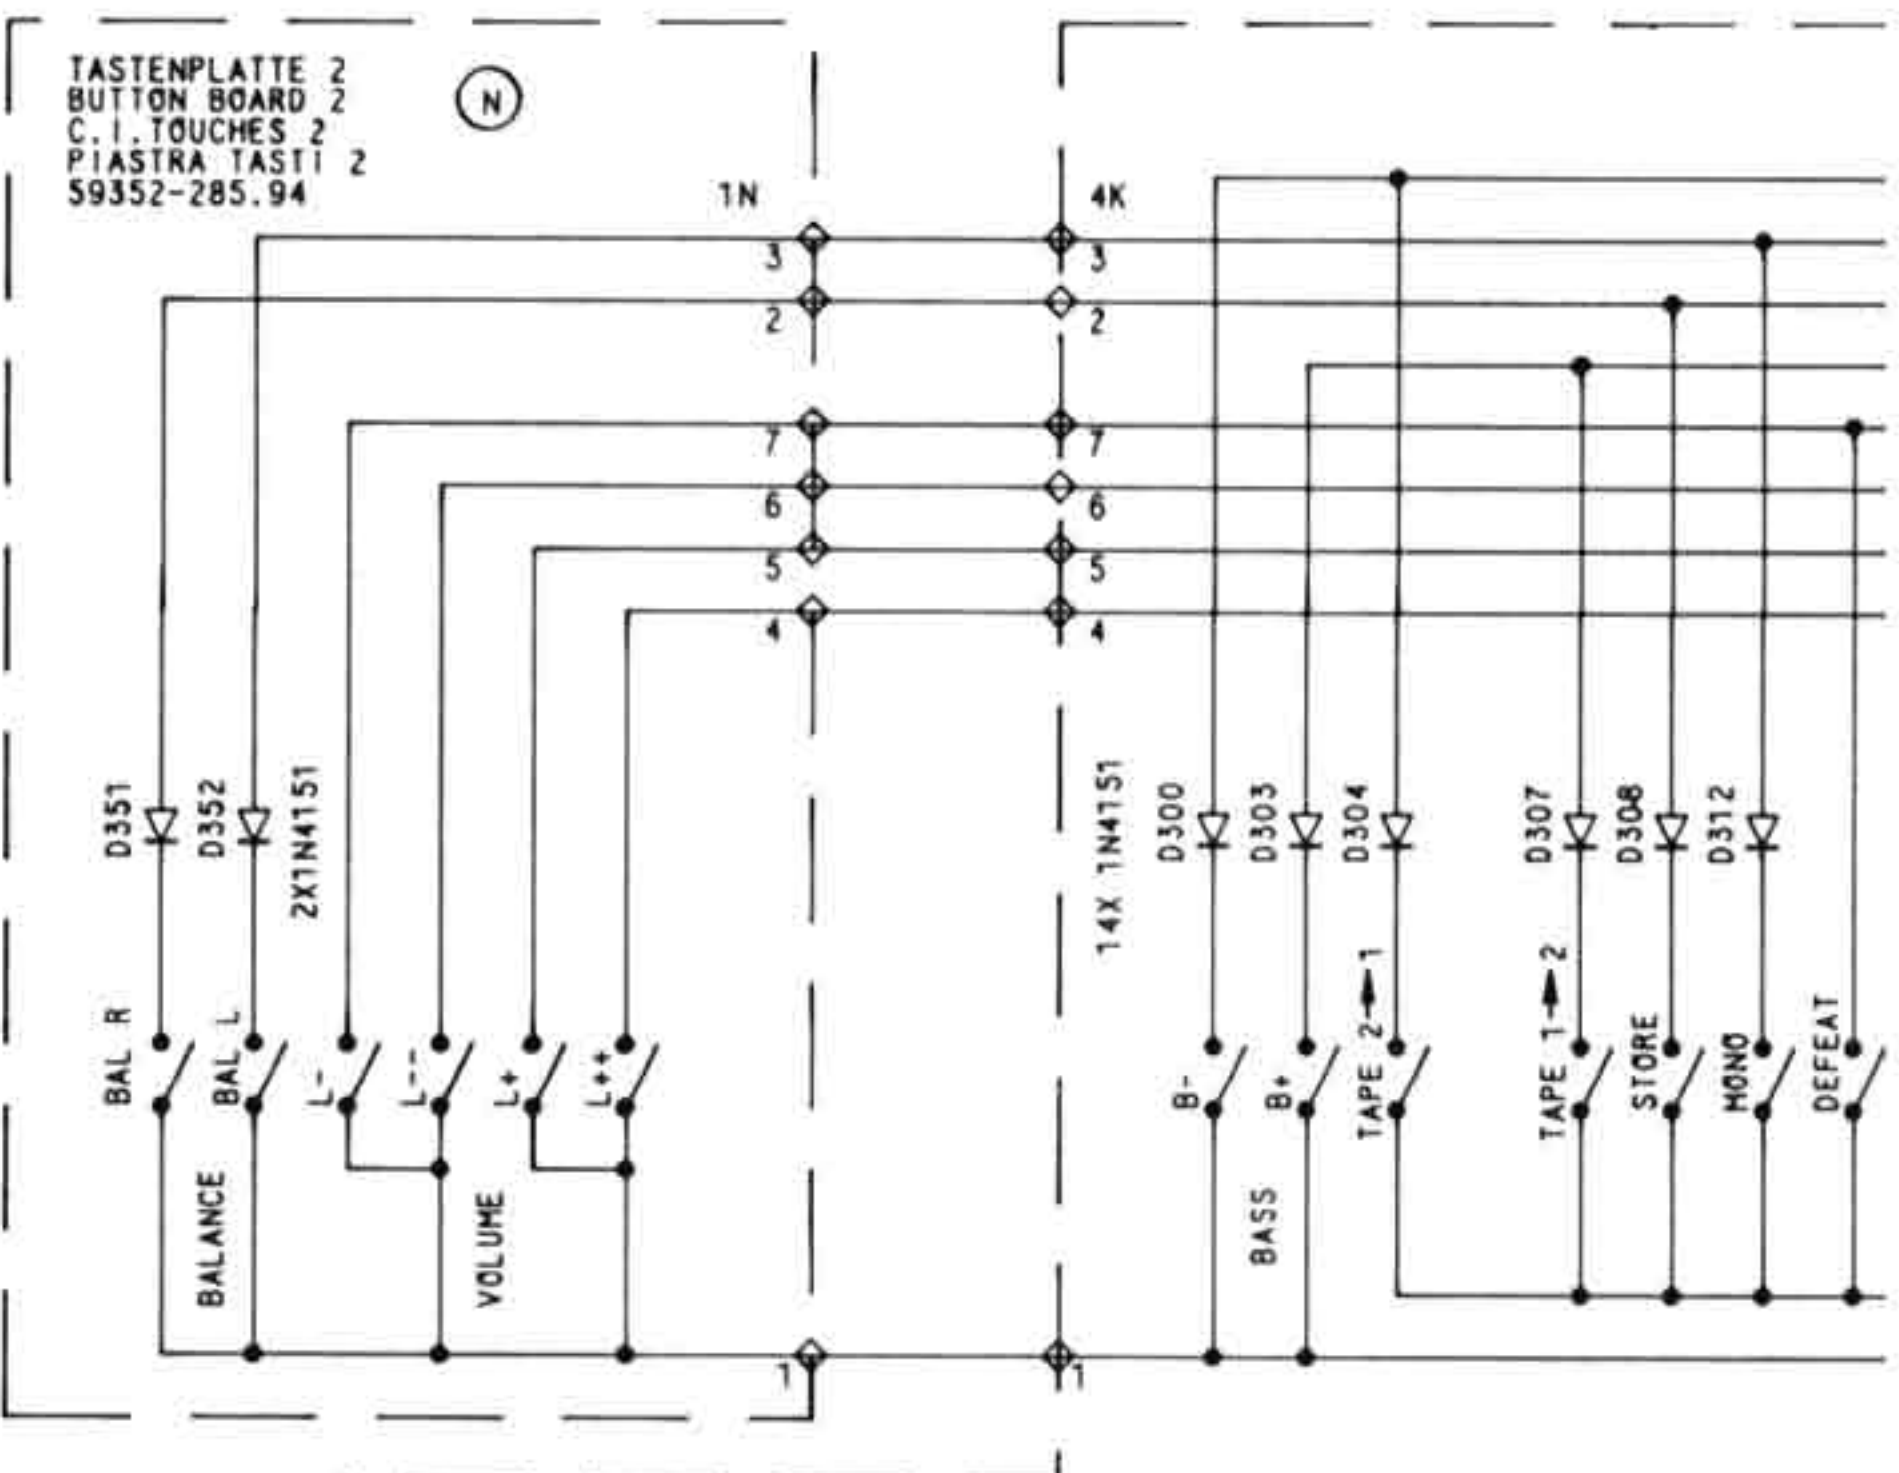 TASTENPLATTE 2
BUTTON BOARD 2
C.I.TOUCHES 2
PIASTRA TASTI 2
59352-285.94
N
1N
4K
3
3
2
2
7
7
6
6
5
5
4
4
D351
D352
2X1N4151
14X 1N4151
D300
D303
D304
D307
D308
D312
BAL R
BAL L
L-
L--
L+
L++
B-
B+
TAPE 2←1
TAPE 1→2
STORE
MONO
DEFEAT
BALANCE
VOLUME
BASS
1
1